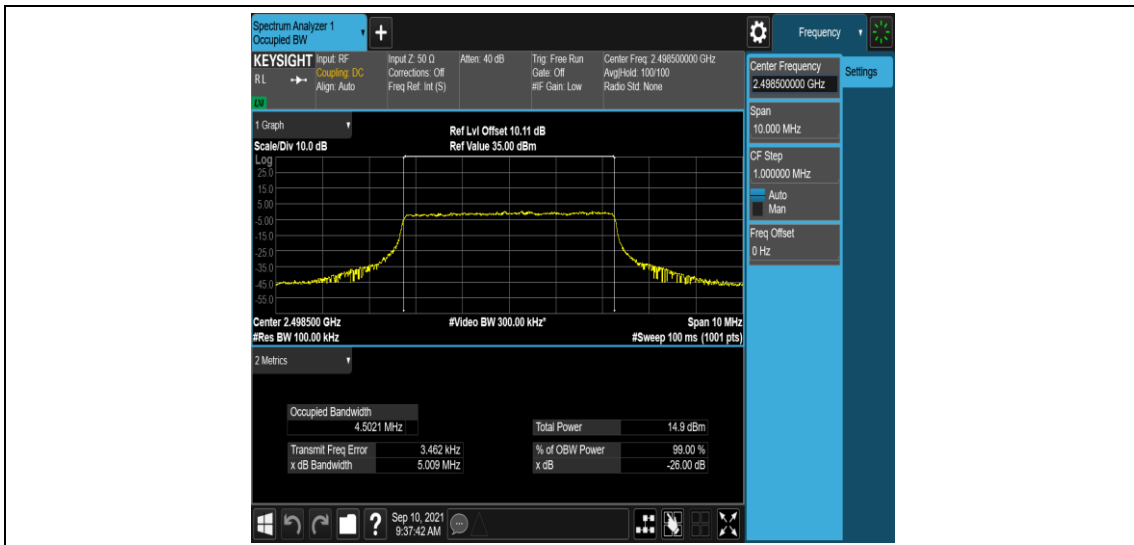 Spectrum Analyzer 1
Occupied BW
+
Frequency
KEYSIGHT
RL
Input: RF
Coupling: DC
Align: Auto
Input Z: 50 Ω
Corrections: Off
Freq Ref: Int (S)
Atten: 40 dB
Trig: Free Run
Gate: Off
#IF Gain: Low
Center Freq: 2.498500000 GHz
Avg|Hold: 100/100
Radio Std: None
Center Frequency
2.498500000 GHz
Settings
Span
10.000 MHz
CF Step
1.000000 MHz
Auto
Man
Freq Offset
0 Hz
1 Graph
Ref Lvl Offset 10.11 dB
Scale/Div 10.0 dB
Ref Value 35.00 dBm
Log
25.0
15.0
5.00
-5.00
-15.0
-25.0
-35.0
-45.0
-55.0
Center 2.498500 GHz
#Video BW 300.00 kHz*
Span 10 MHz
#Res BW 100.00 kHz
#Sweep 100 ms (1001 pts)
2 Metrics
Occupied Bandwidth
4.5021 MHz
Total Power 14.9 dBm
Transmit Freq Error 3.462 kHz
% of OBW Power 99.00 %
x dB Bandwidth 5.009 MHz
x dB -26.00 dB
?
Sep 10, 2021
9:37:42 AM